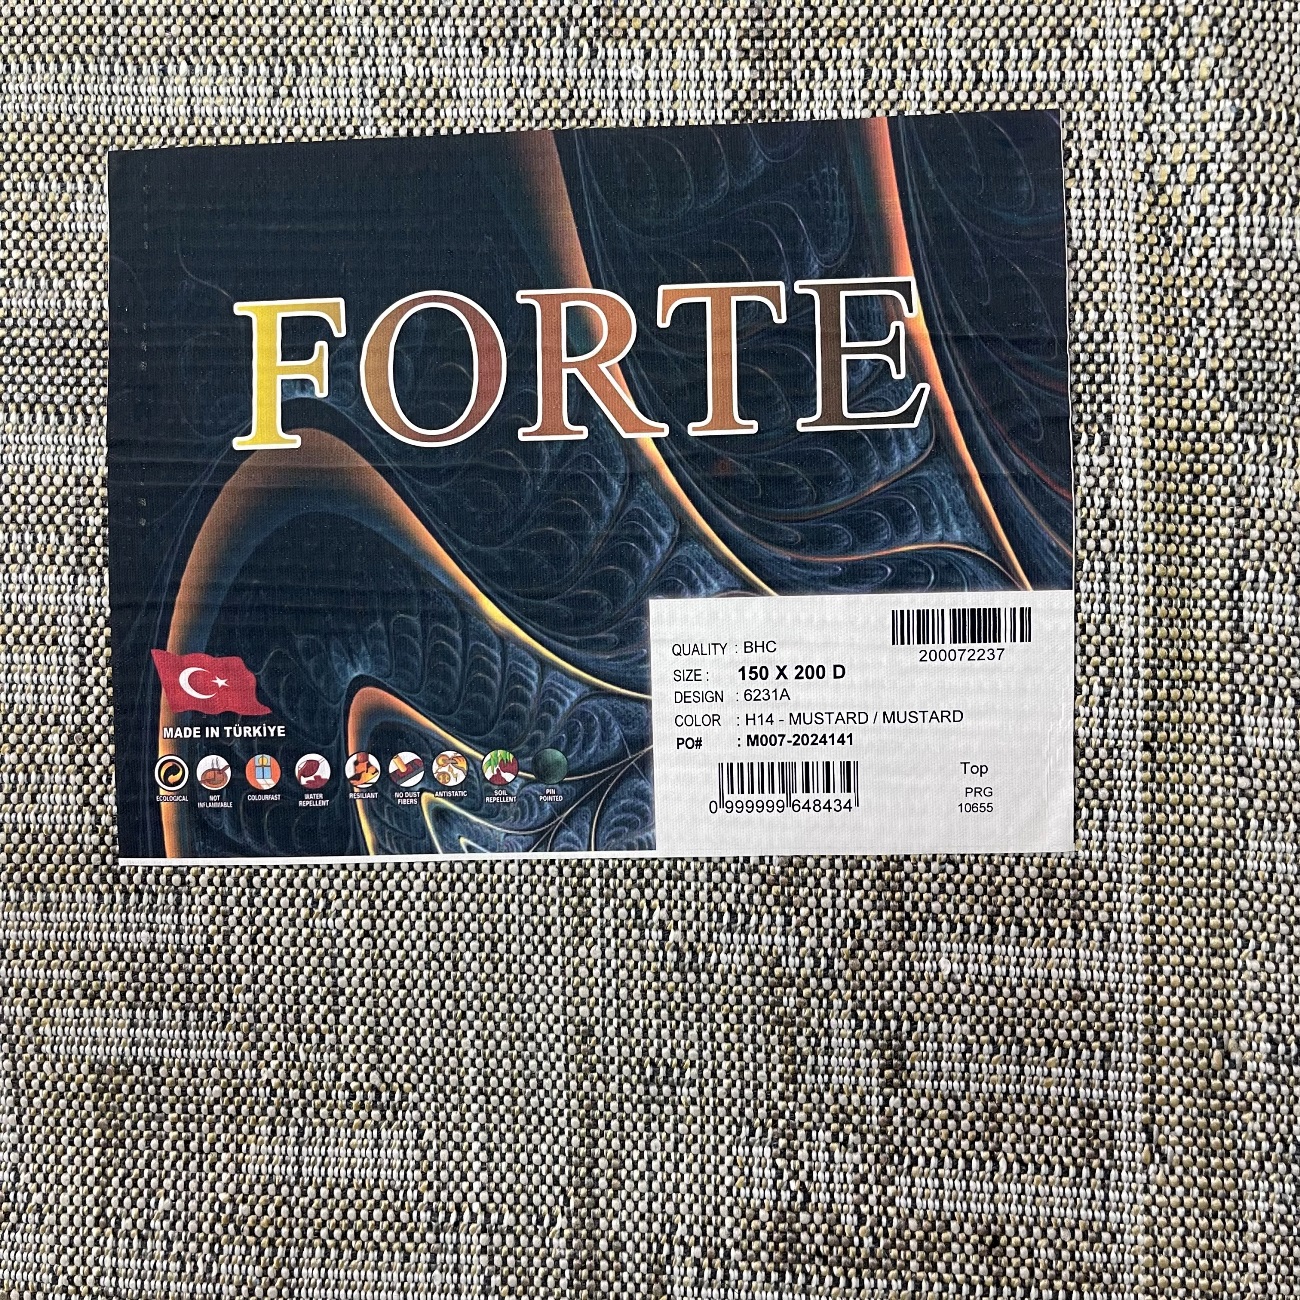 FORTE
MADE IN TÜRKİYE
ECOLOGICAL
NOT INFLAMMABLE
COLOURFAST
WATER REPELLENT
RESILIANT
NO DUST FIBERS
ANTISTATIC
SOIL REPELLENT
PIN POINTED
200072237
QUALITY : BHC
SIZE : 150 X 200 D
DESIGN : 6231A
COLOR : H14 - MUSTARD / MUSTARD
PO# : M007-2024141
0 999999 648434
Top
PRG
10655